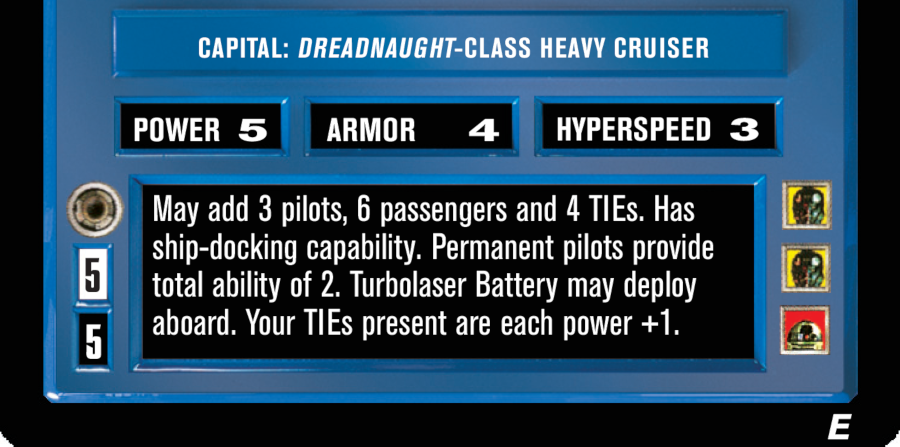 CAPITAL: DREADNAUGHT-CLASS HEAVY CRUISER
POWER 5 ARMOR 4 HYPERSPEED 3
May add 3 pilots, 6 passengers and 4 TIEs. Has
ship-docking capability. Permanent pilots provide
total ability of 2. Turbolaser Battery may deploy
aboard. Your TIEs present are each power +1.
5
5
E